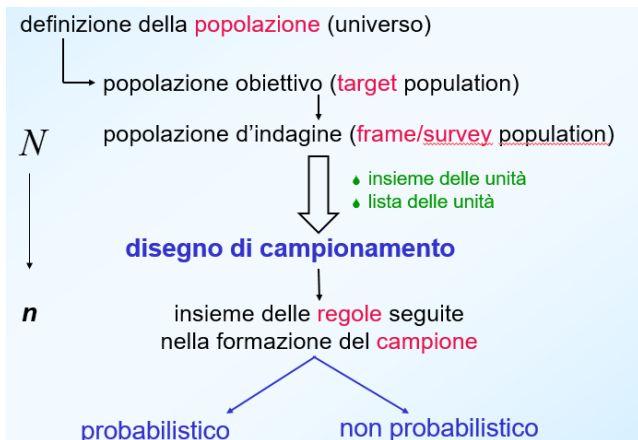 definizione della popolazione (universo)
popolazione obiettivo (target population)
N
popolazione d'indagine (frame/survey population)
insieme delle unità
lista delle unità
disegno di campionamento
n
insieme delle regole seguite
nella formazione del campione
probabilistico
non probabilistico